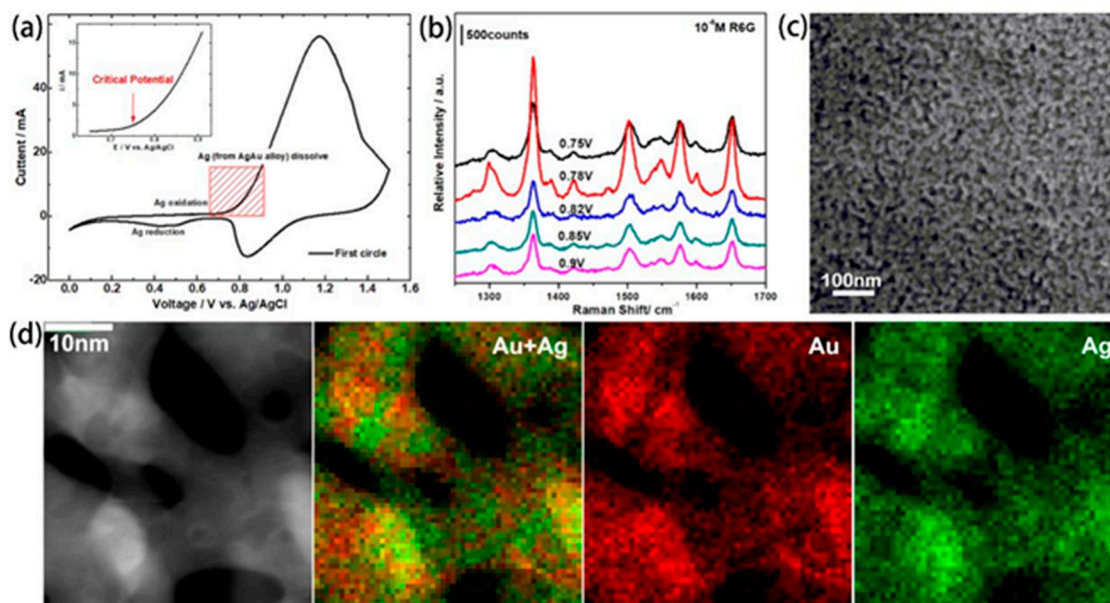 (a)
15
10
5
0
i / mA
Critical Potential
E / V vs. Ag/AgCl
Cuttent / mA
40
20
0
-20
Ag (from AgAu alloy) dissolve
Ag oxidation
Ag reduction
First circle
0.0 0.2 0.4 0.6 0.8 1.0 1.2 1.4 1.6
Voltage / V vs. Ag/AgCl
(b)
500counts
10⁻⁶M R6G
Relative Intensity / a.u.
0.75V
0.78V
0.82V
0.85V
0.9V
1300 1400 1500 1600 1700
Raman Shift/ cm⁻¹
(c)
100nm
(d)
10nm
Au+Ag
Au
Ag